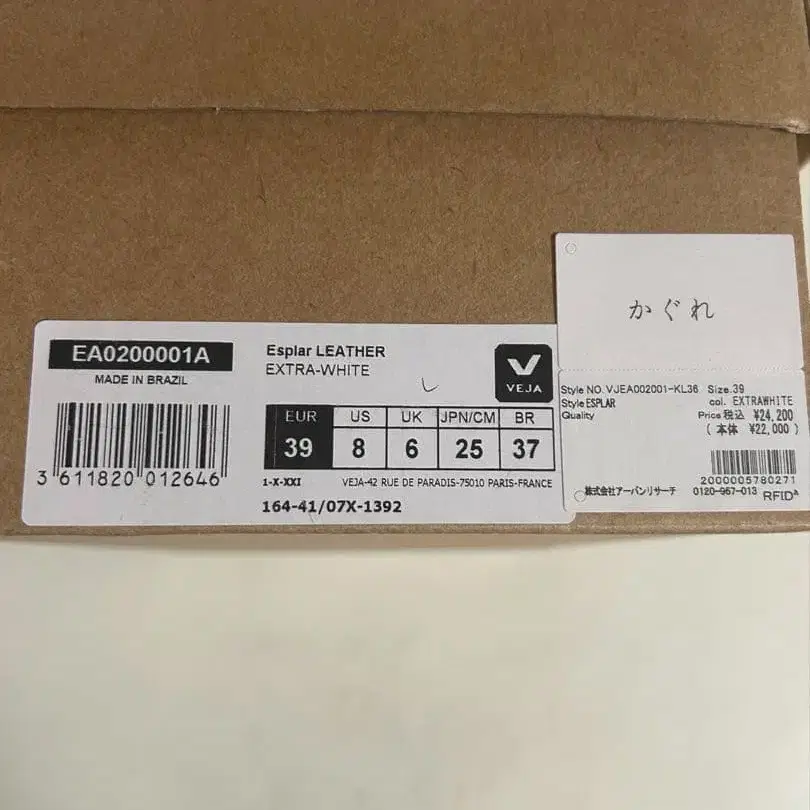 EA0200001A
MADE IN BRAZIL
3 611820 012646
Esplar LEATHER
EXTRA-WHITE
VEJA
EUR US UK JPN/CM BR
39 8 6 25 37
1-X-XXI VEJA-42 RUE DE PARADIS-75010 PARIS-FRANCE
164-41/07X-1392
かぐれ
Style NO. VJEA002001-KL36 Size. 39
Style ESPLAR col. EXTRAWHITE
Quality Price 税込 ¥24,200
( 本体 ¥22,000 )
2000005780271
株式会社アーバンリサーチ 0120-967-013 RFID